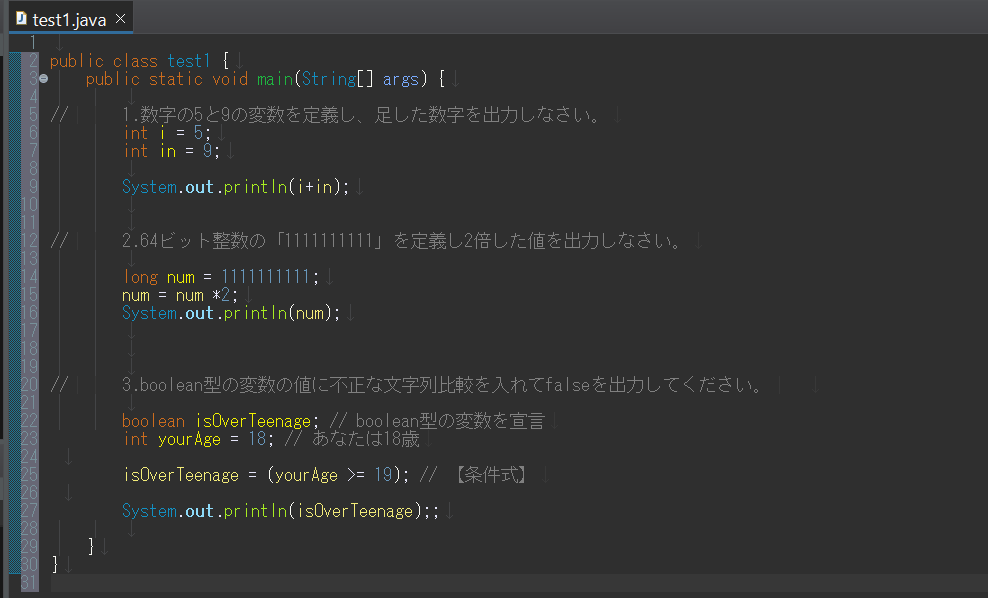 test1.java ×
1
2 public class test1 {
3 public static void main(String[] args) {
4
5 // 1.数字の5と9の変数を定義し、足した数字を出力しなさい。
6 int i = 5;
7 int in = 9;
8
9 System.out.println(i+in);
10
11
12 // 2.64ビット整数の「1111111111」を定義し2倍した値を出力しなさい。
13
14 long num = 1111111111;
15 num = num *2;
16 System.out.println(num);
17
18
19
20 // 3.boolean型の変数の値に不正な文字列比較を入れてfalseを出力してください。
21
22 boolean isOverTeenage; // boolean型の変数を宣言
23 int yourAge = 18; // あなたは18歳
24
25 isOverTeenage = (yourAge >= 19); // 【条件式】
26
27 System.out.println(isOverTeenage);;
28
29 }
30 }
31